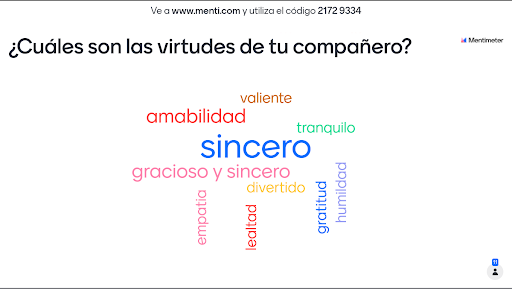 Ve a www.menti.com y utiliza el código 2172 9334
¿Cuáles son las virtudes de tu compañero?
Mentimeter
valiente
amabilidad
tranquilo
sincero
gracioso y sincero
divertido
empatia
lealtad
gratitud
humildad
11